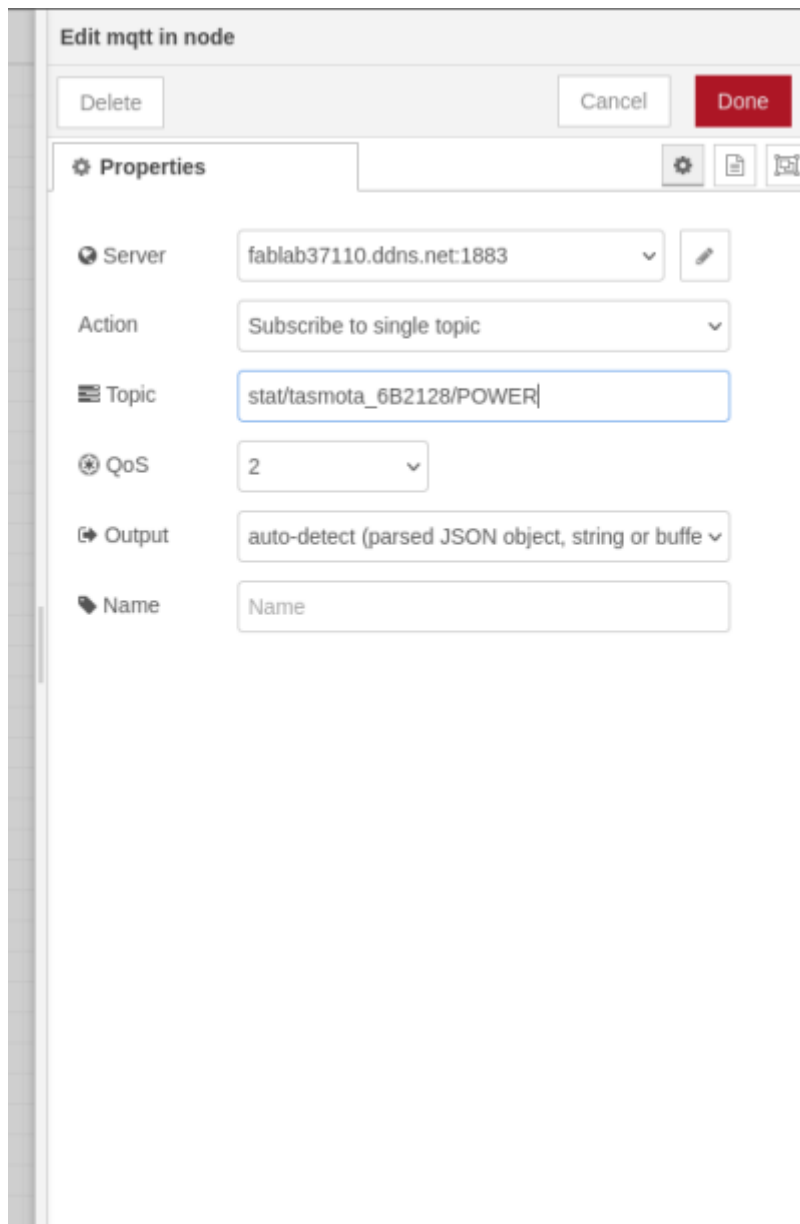 Edit mqtt in node
Delete
Cancel
Done
Properties
Server
fablab37110.ddns.net:1883
Action
Subscribe to single topic
Topic
stat/tasmota_6B2128/POWER
QoS
2
Output
auto-detect (parsed JSON object, string or buffe
Name
Name